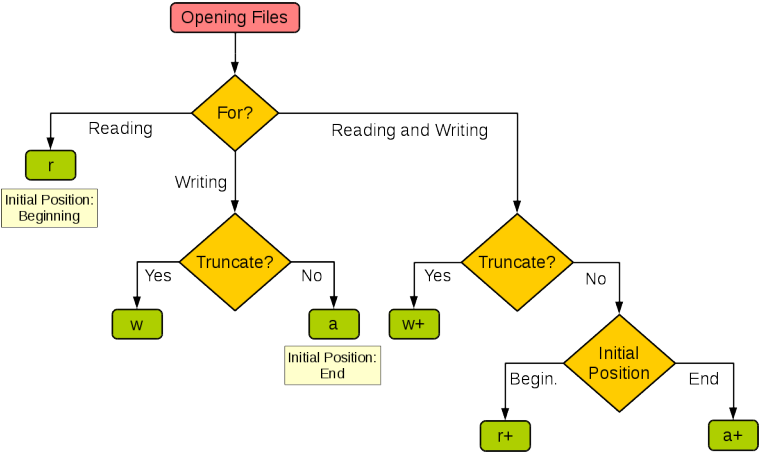 Opening Files
For?
Reading
Reading and Writing
r
Initial Position:
Beginning
Writing
Truncate?
Truncate?
Yes
No
Yes
No
w
a
w+
Initial Position:
End
Initial
Position
Begin.
End
r+
a+